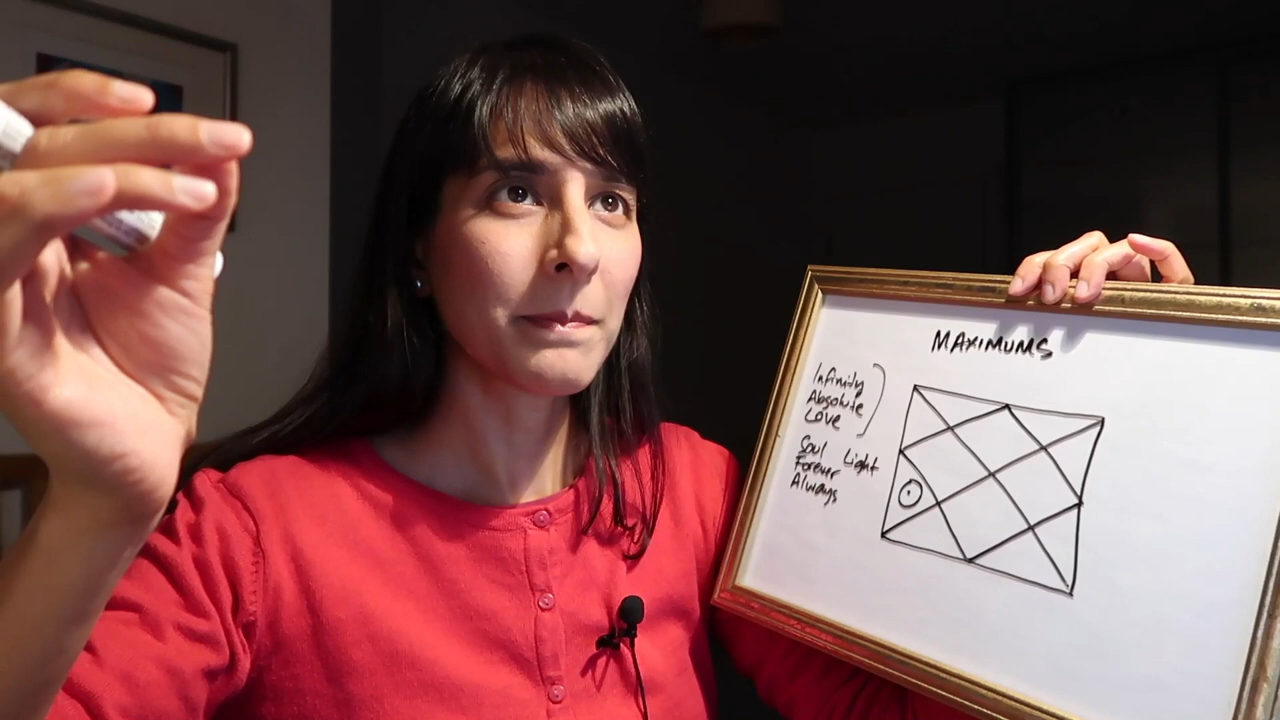 MAXIMUMS
Infinity
Absolute
Love
Soul Light
Forever
Always